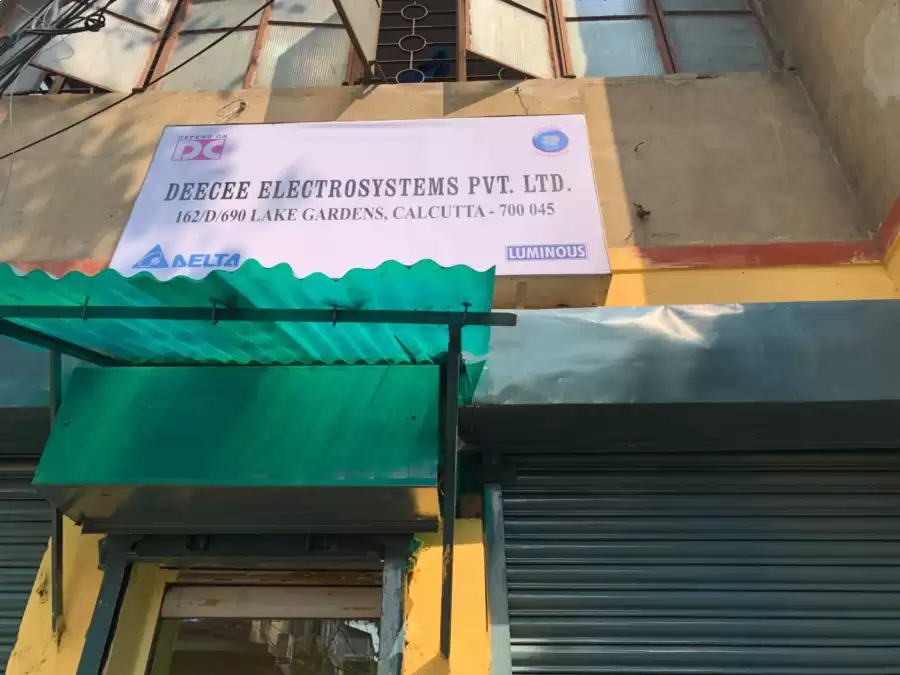 DEPEND ON
DC
DEECEE ELECTROSYSTEMS PVT. LTD.
162/D/690 LAKE GARDENS, CALCUTTA - 700 045
DELTA
LUMINOUS